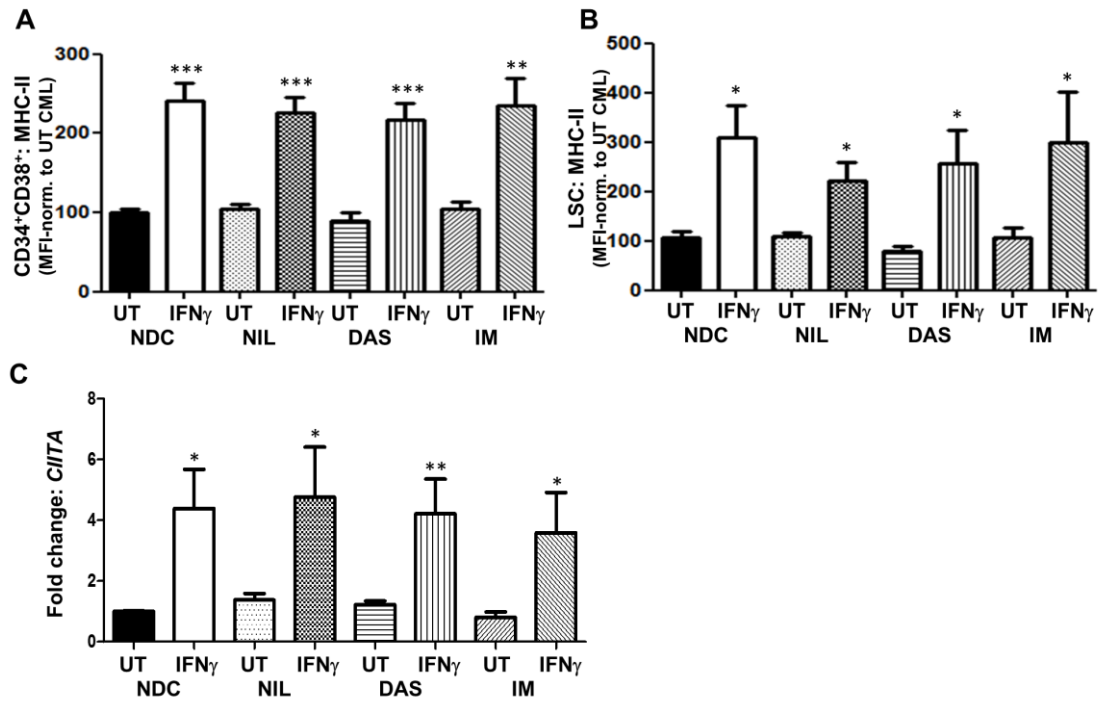 A
CD34⁺CD38⁺: MHC-II
(MFI-norm. to UT CML)
300
200
100
0
***
***
***
**
UT IFNγ UT IFNγ UT IFNγ UT IFNγ
NDC NIL DAS IM
B
LSC: MHC-II
(MFI-norm. to UT CML)
500
400
300
200
100
0
*
*
*
*
UT IFNγ UT IFNγ UT IFNγ UT IFNγ
NDC NIL DAS IM
C
Fold change: CIITA
8
6
4
2
0
*
*
**
*
UT IFNγ UT IFNγ UT IFNγ UT IFNγ
NDC NIL DAS IM